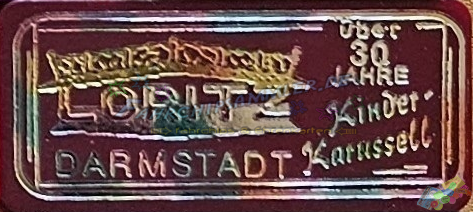 LORITZ
DARMSTADT
Über
30
JAHRE
Kinder-
Karussell